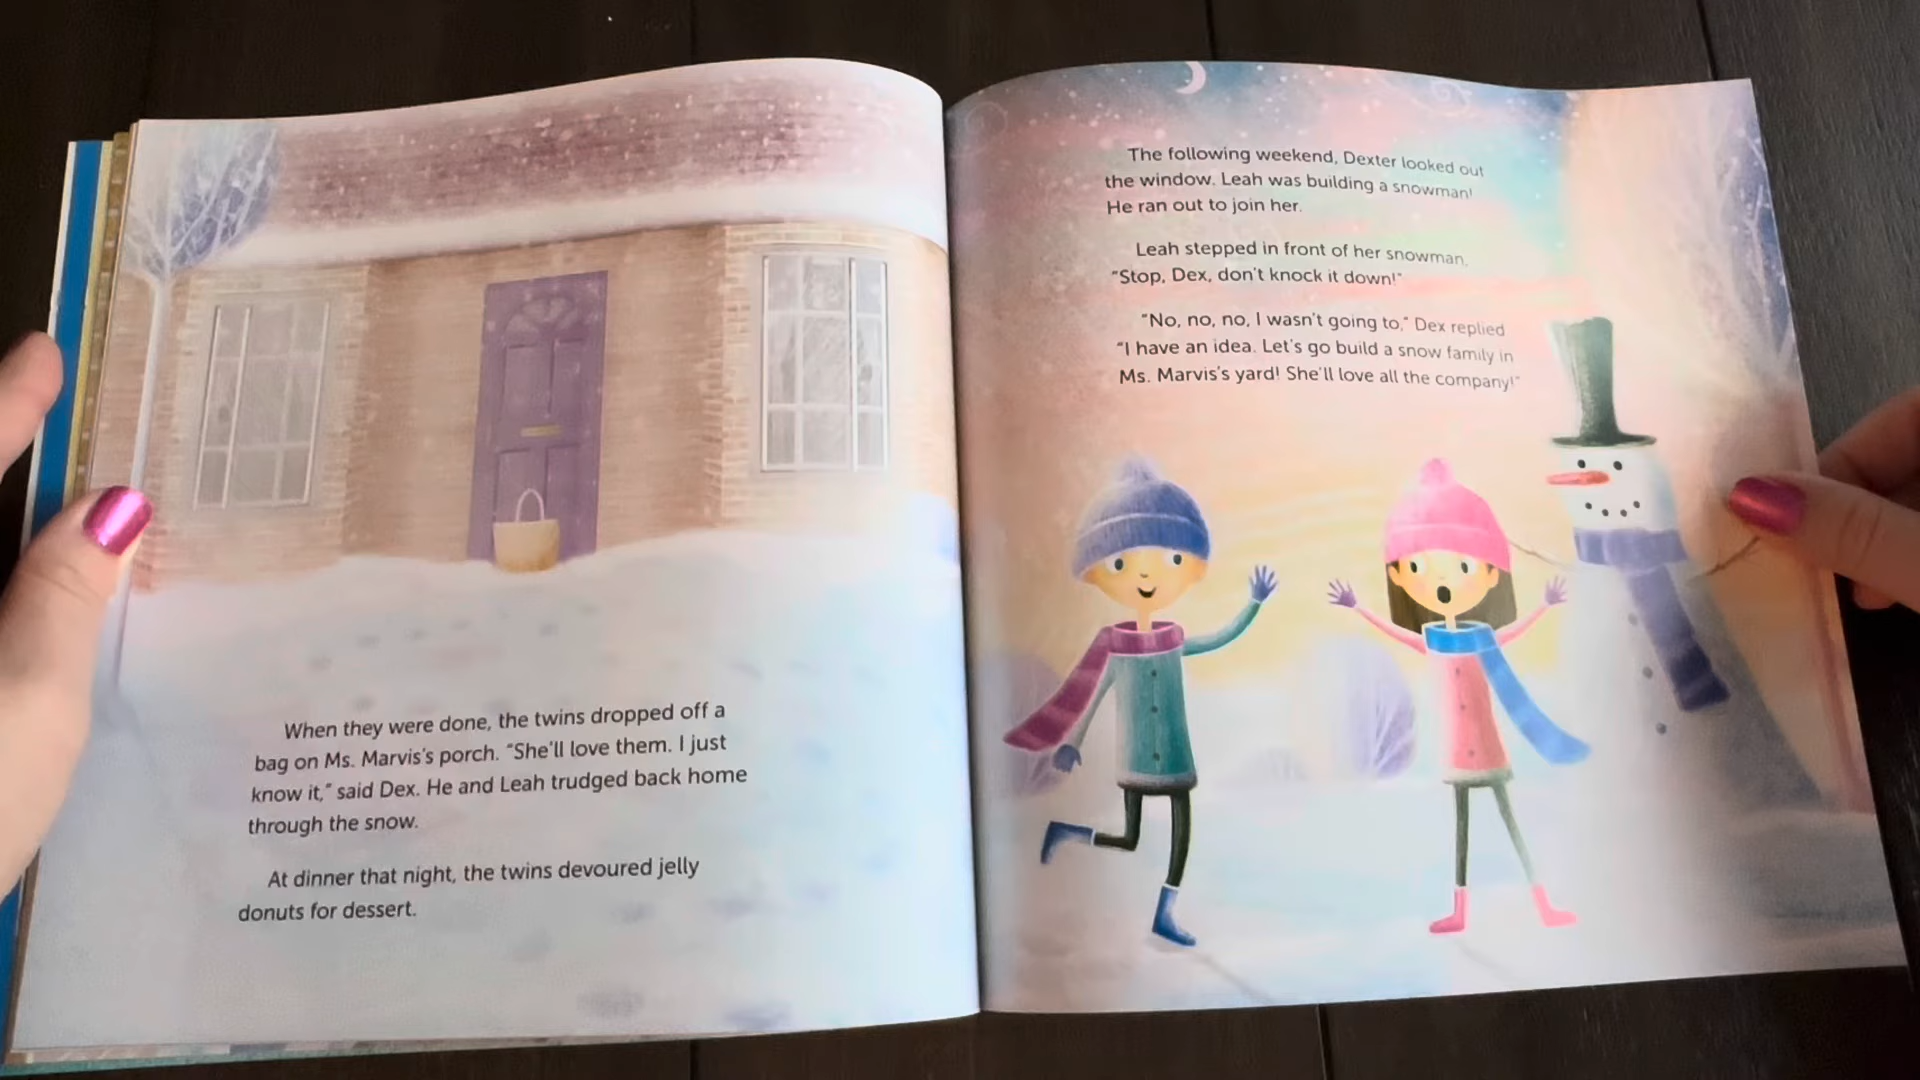 When they were done, the twins dropped off a
bag on Ms. Marvis's porch. "She'll love them. I just
know it," said Dex. He and Leah trudged back home
through the snow.
At dinner that night, the twins devoured jelly
donuts for dessert.
The following weekend, Dexter looked out
the window. Leah was building a snowman!
He ran out to join her.
Leah stepped in front of her snowman.
"Stop, Dex, don't knock it down!"
"No, no, no, I wasn't going to," Dex replied
"I have an idea. Let's go build a snow family in
Ms. Marvis's yard! She'll love all the company!"